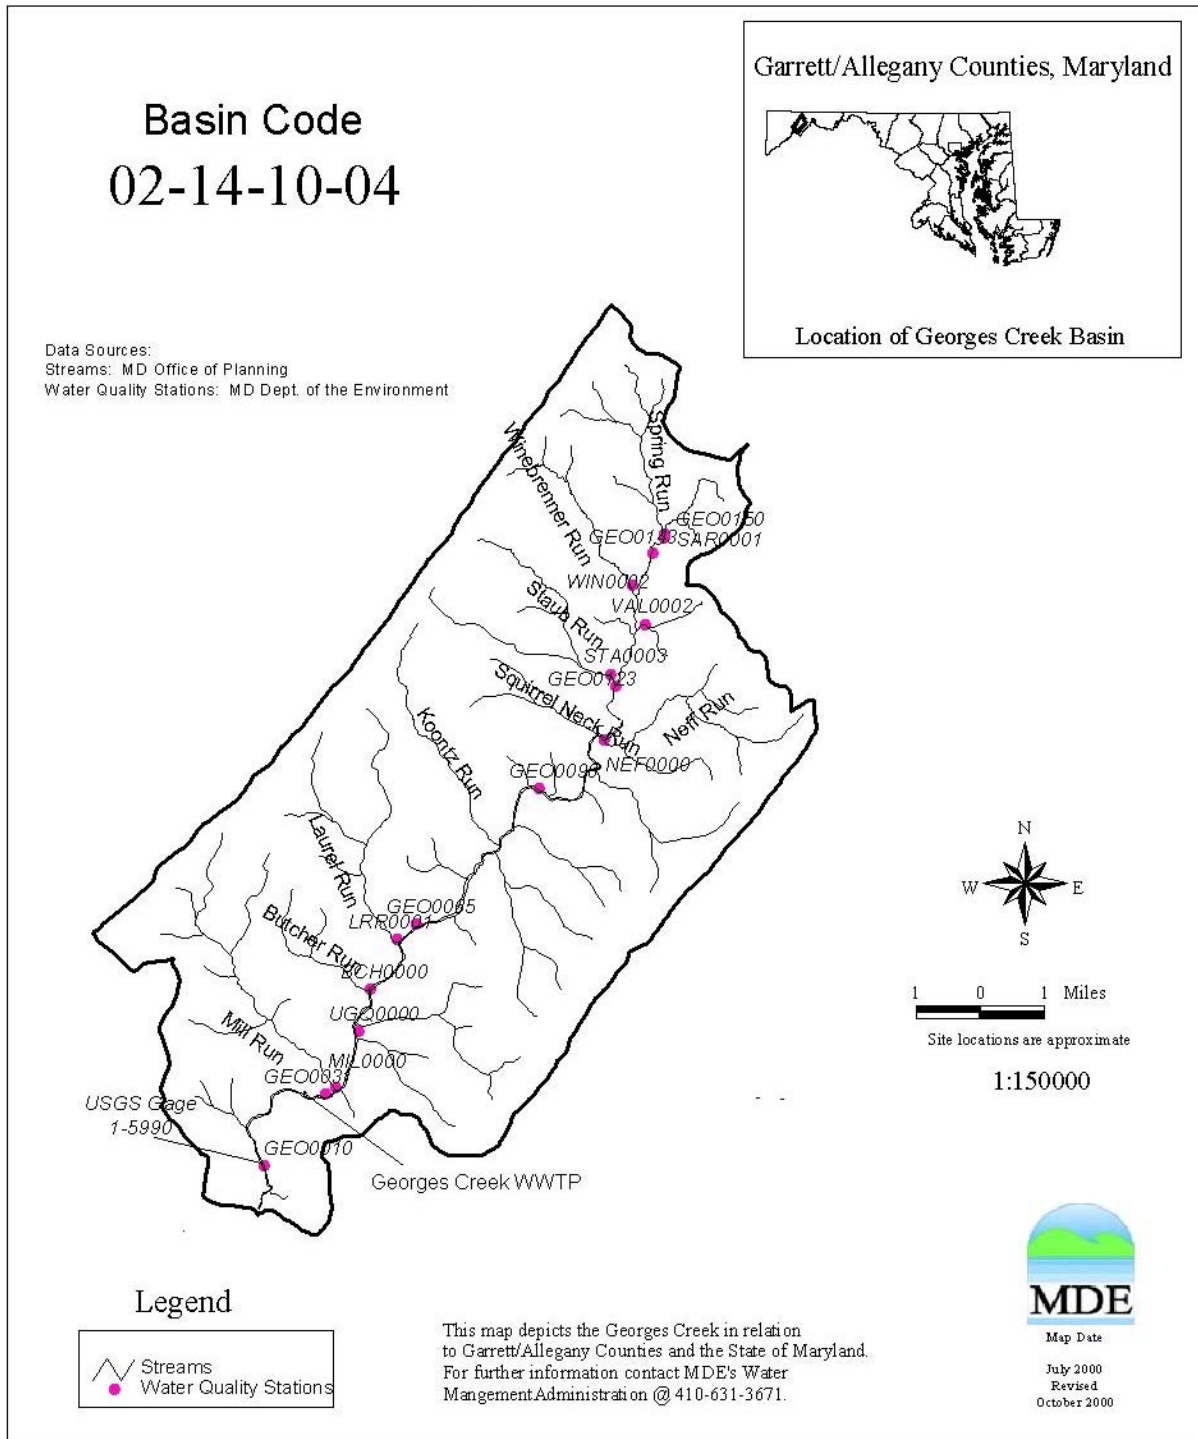 Garrett/Allegany Counties, Maryland
Location of Georges Creek Basin
Basin Code
02-14-10-04
Data Sources:
Streams: MD Office of Planning
Water Quality Stations: MD Dept. of the Environment
Spring Run
Winebrenner Run
GEO0150
GEO0143
SAR0001
WIN0002
Staub Run
VAL0002
STA0003
GEO0123
Squirrel Neck Run
Neff Run
NEF0000
Koontz Run
Laurel Run
GEO0065
LRR0001
Butcher Run
BCH0000
UGQ0000
Mill Run
MIL0000
USGS Gage
1-5990
GEO0010
Georges Creek WWTP
N
W
E
S
1
0
1
Miles
Site locations are approximate
1:150000
Legend
Streams
Water Quality Stations
This map depicts the Georges Creek in relation
to Garrett/Allegany Counties and the State of Maryland.
For further information contact MDE's Water
Mangement Administration @ 410-631-3671.
MDE
Map Date
July 2000
Revised
October 2000